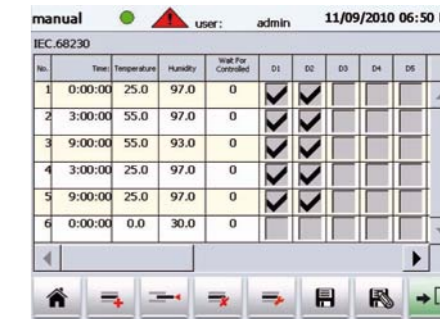 manual user: admin 11/09/2010 06:50
IEC.68230
No. Time: Temperature Humidity Wait For Controlled D1 D2 D3 D4 D5
1 0:00:00 25.0 97.0 0
2 3:00:00 55.0 97.0 0
3 9:00:00 55.0 93.0 0
4 3:00:00 25.0 97.0 0
5 9:00:00 25.0 97.0 0
6 0:00:00 0.0 30.0 0